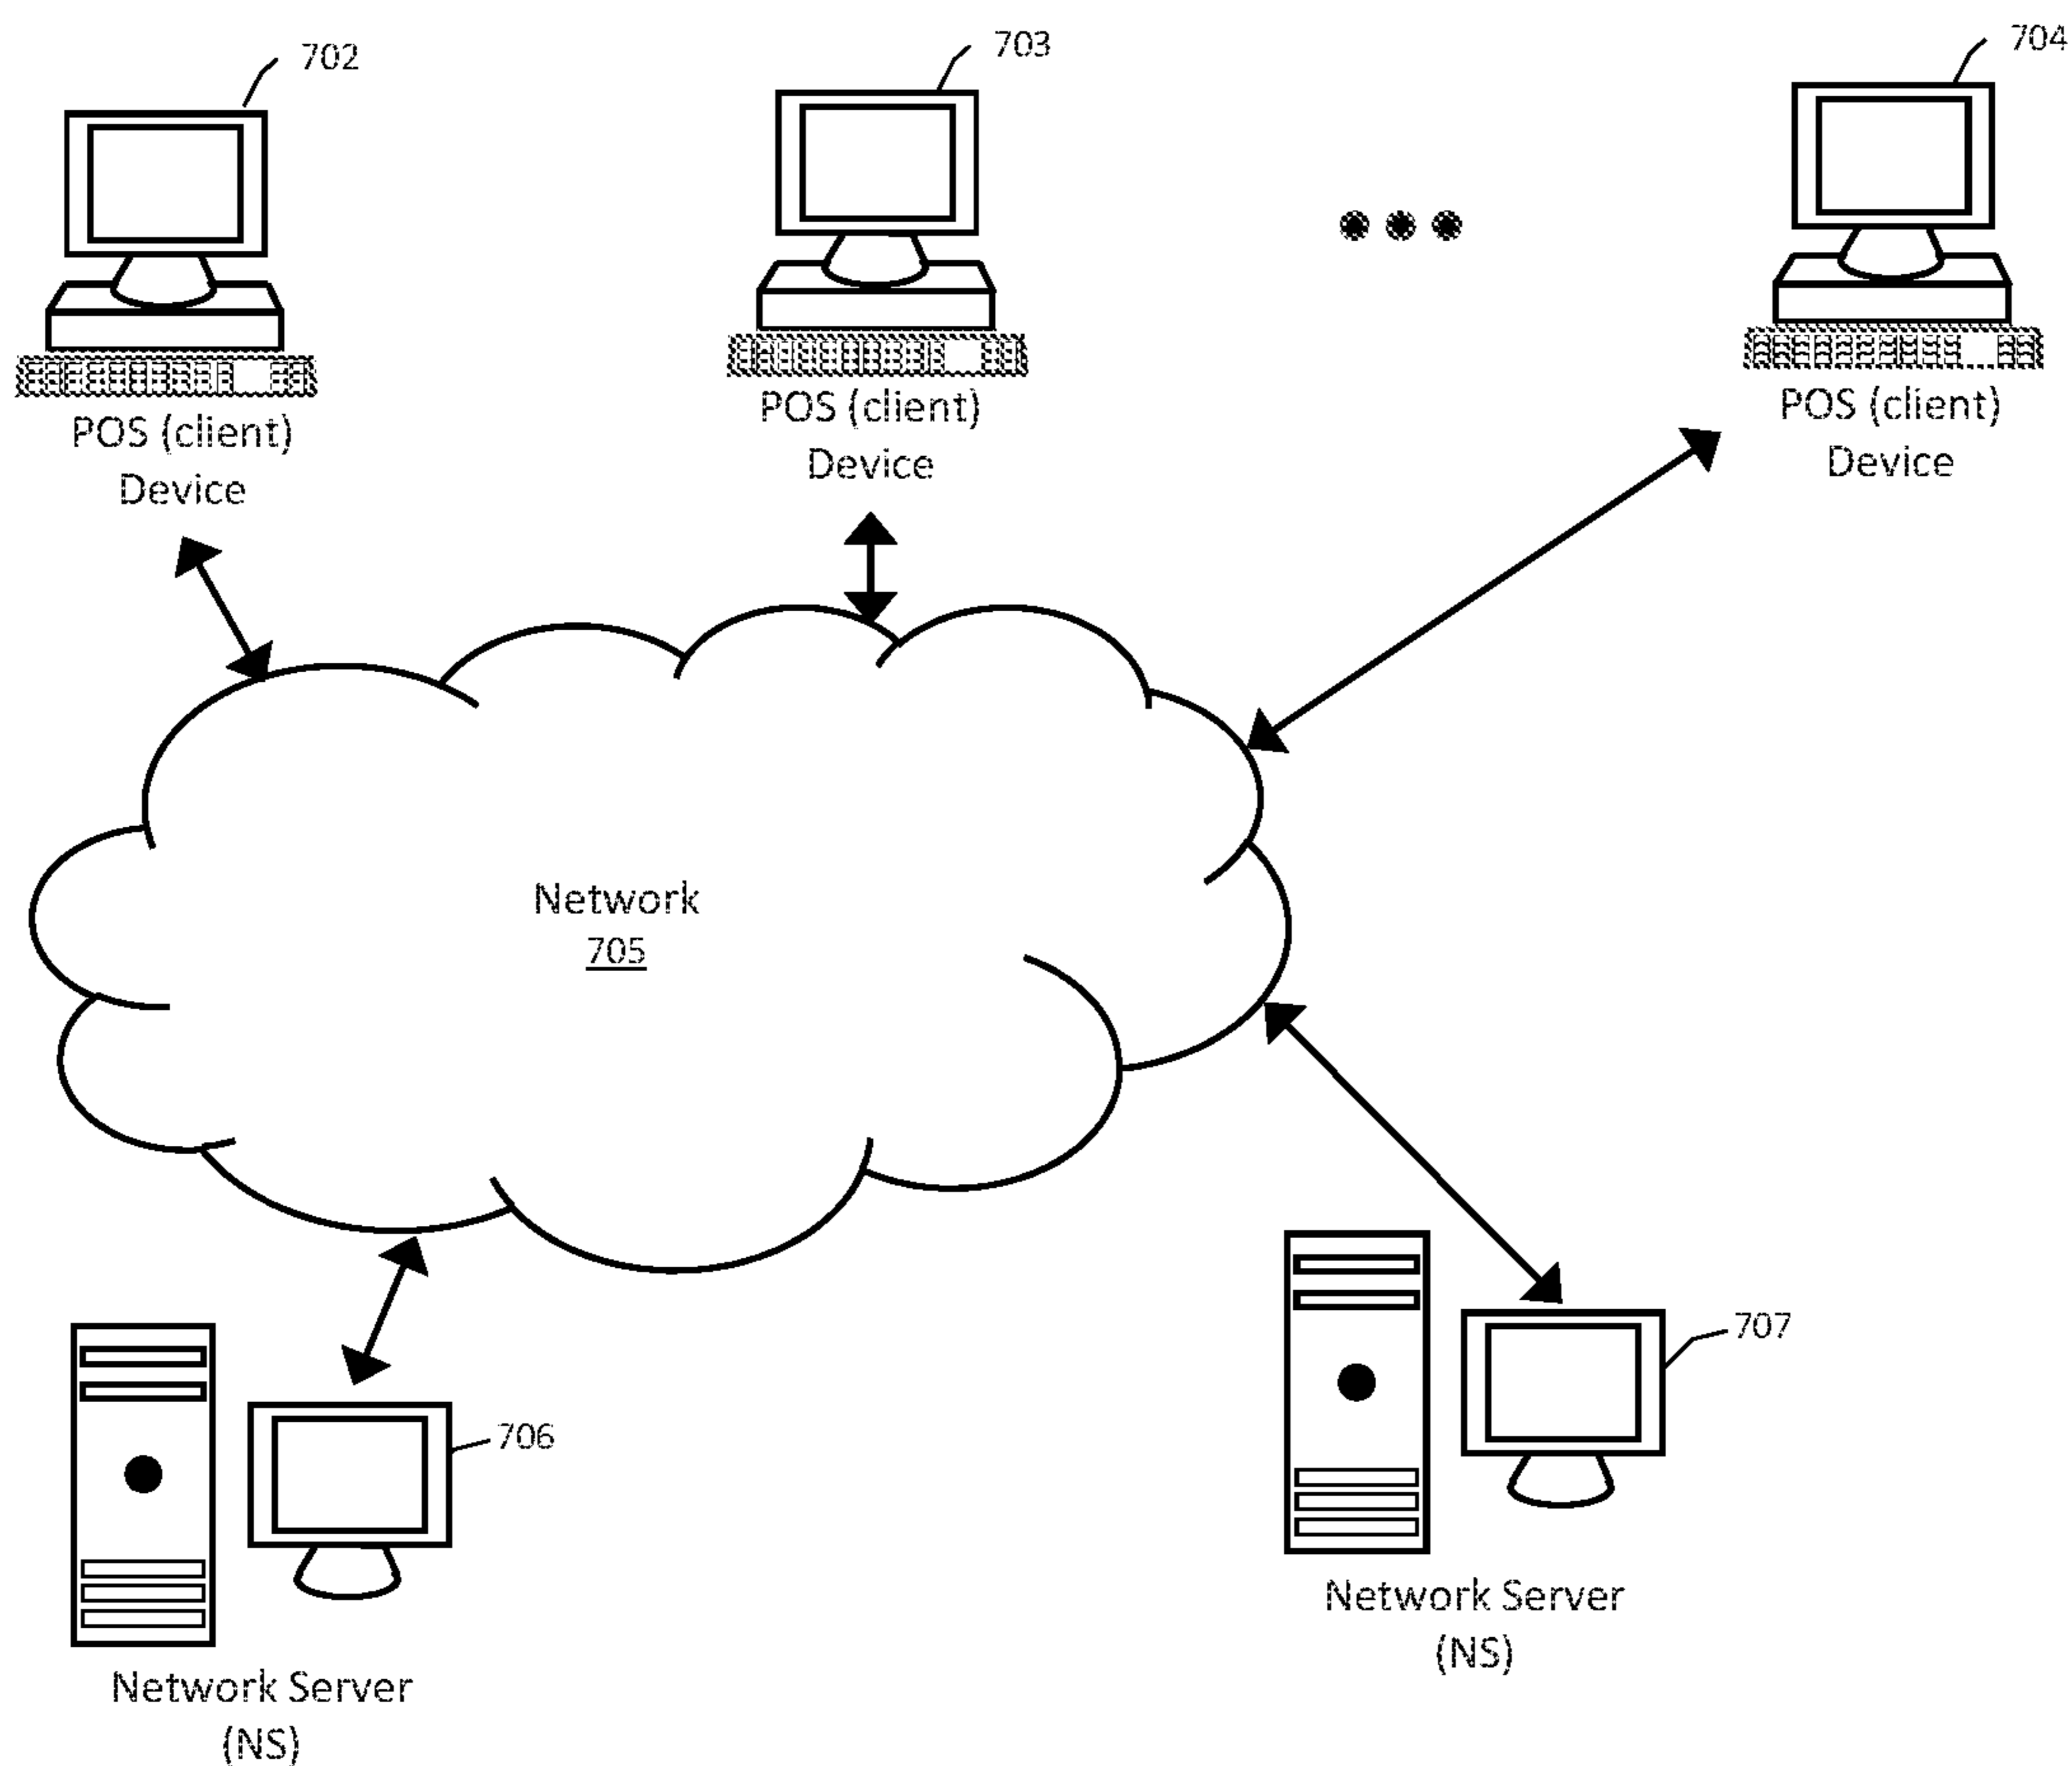 702
703
704
POS (client)
Device
POS (client)
Device
POS (client)
Device
Network
705
706
707
Network Server
(NS)
Network Server
(NS)